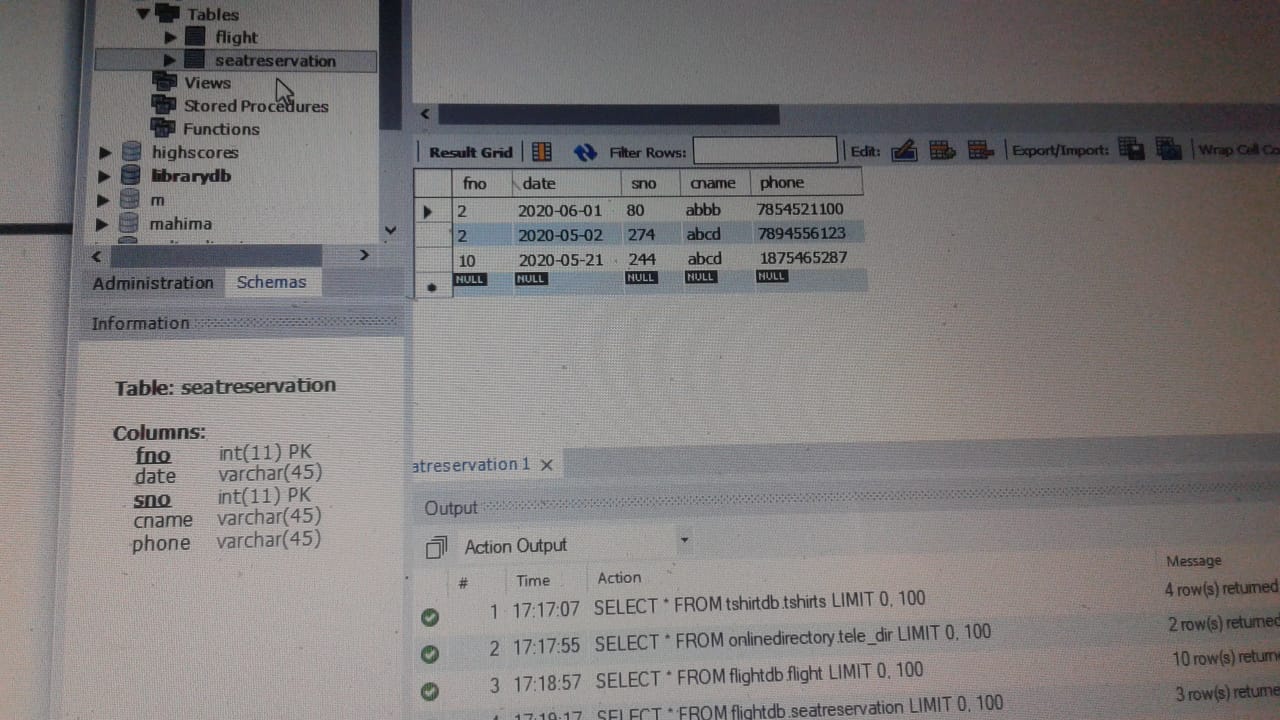 Tables
flight
seatreservation
Views
Stored Procedures
Functions
highscores
librarydb
m
mahima
Administration Schemas
Information
Table: seatreservation
Columns:
fno int(11) PK
date varchar(45)
sno int(11) PK
cname varchar(45)
phone varchar(45)
Result Grid Filter Rows: Edit: Export/Import: Wrap Cell Co
fno date sno cname phone
2 2020-06-01 80 abbb 7854521100
2 2020-05-02 274 abcd 7894556123
10 2020-05-21 244 abcd 1875465287
NULL NULL NULL NULL NULL
atreservation 1
Output
Action Output
# Time Action Message
1 17:17:07 SELECT * FROM tshirtdb.tshirts LIMIT 0, 100 4 row(s) returned
2 17:17:55 SELECT * FROM onlinedirectory.tele_dir LIMIT 0, 100 2 row(s) returned
3 17:18:57 SELECT * FROM flightdb.flight LIMIT 0, 100 10 row(s) return
4 17:19:17 SELECT * FROM flightdb.seatreservation LIMIT 0, 100 3 row(s) returne